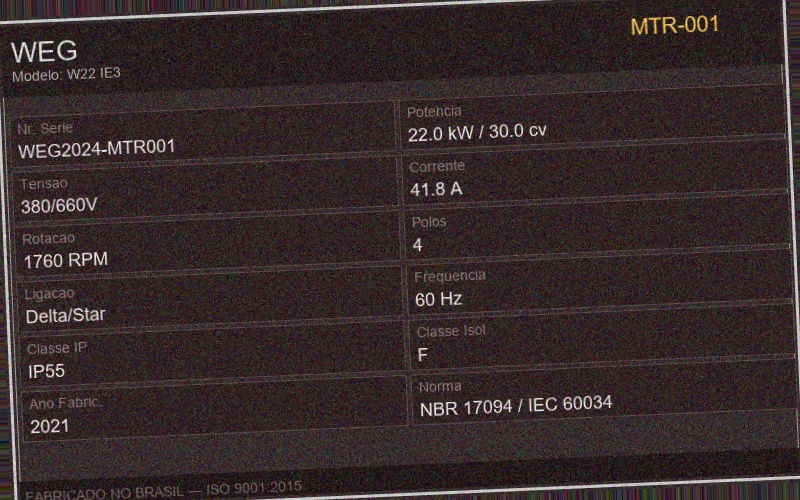 WEG
MTR-001
Modelo: W22 IE3
Nr. Serie
WEG2024-MTR001
Potencia
22.0 kW / 30.0 cv
Tensao
380/660V
Corrente
41.8 A
Rotacao
1760 RPM
Polos
4
Ligacao
Delta/Star
Frequencia
60 Hz
Classe IP
IP55
Classe Isol
F
Ano Fabric.
2021
Norma
NBR 17094 / IEC 60034
FABRICADO NO BRASIL — ISO 9001:2015